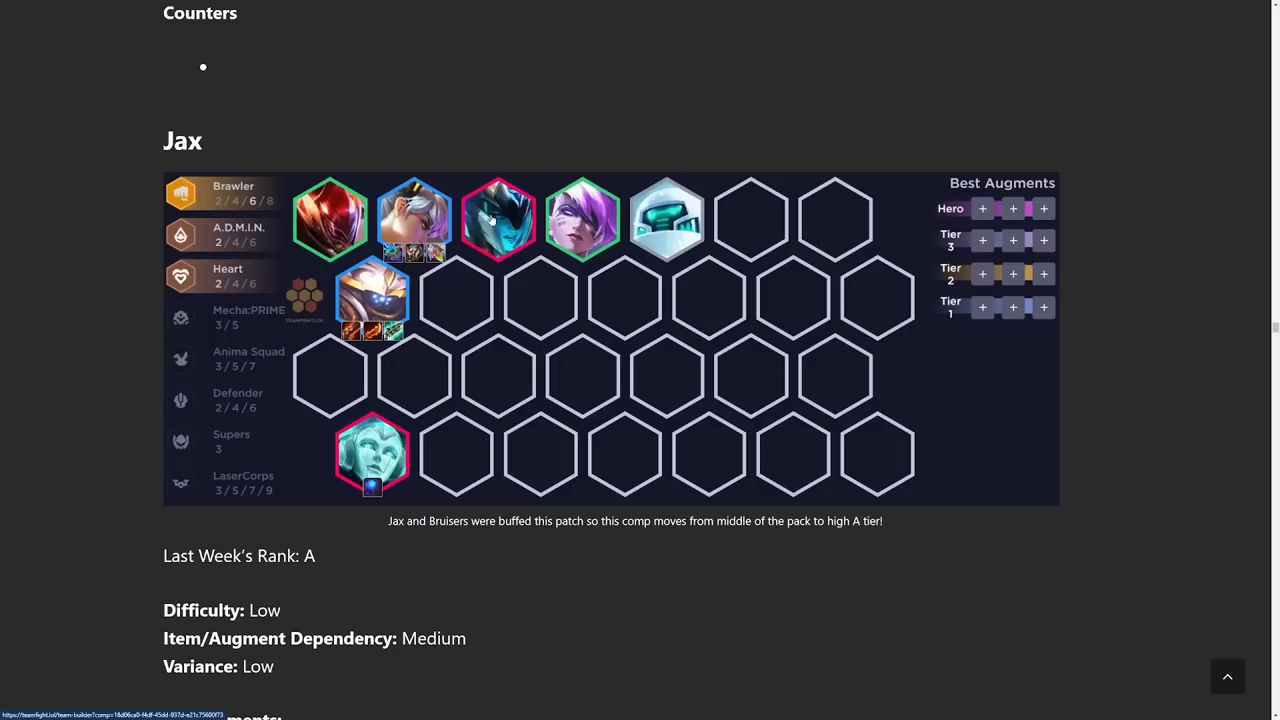 Counters
Jax
Brawler
2 / 4 / 6 / 8
A.D.M.I.N.
2 / 4 / 6
Heart
2 / 4 / 6
Mecha:PRIME
3 / 5
Anima Squad
3 / 5 / 7
Defender
2 / 4 / 6
Supers
3
LaserCorps
3 / 5 / 7 / 9
TEAMFIGHT.LOL
Best Augments
Hero + + +
Tier 3 + + +
Tier 2 + + +
Tier 1 + + +
Jax and Bruisers were buffed this patch so this comp moves from middle of the pack to high A tier!
Last Week’s Rank: A
Difficulty: Low
Item/Augment Dependency: Medium
Variance: Low